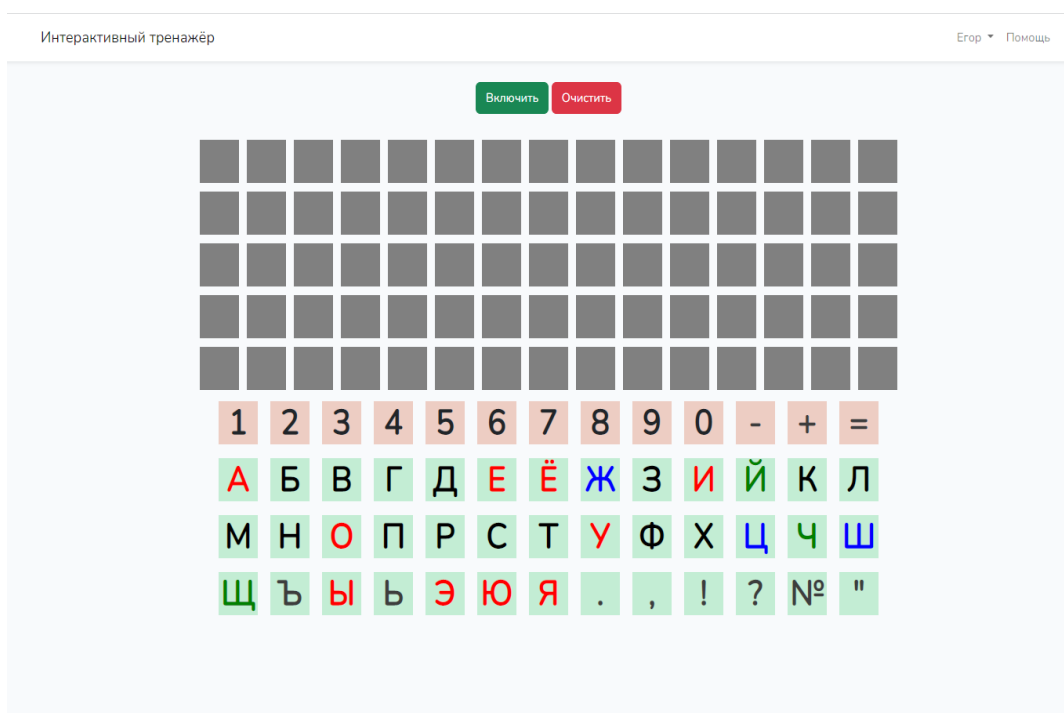 Интерактивный тренажёр Егор Помощь
Включить Очистить
1 2 3 4 5 6 7 8 9 0 - + =
А Б В Г Д Е Ё Ж З И Й К Л
М Н О П Р С Т У Ф Х Ц Ч Ш
Щ Ъ Ы Ь Э Ю Я . , ! ? № "